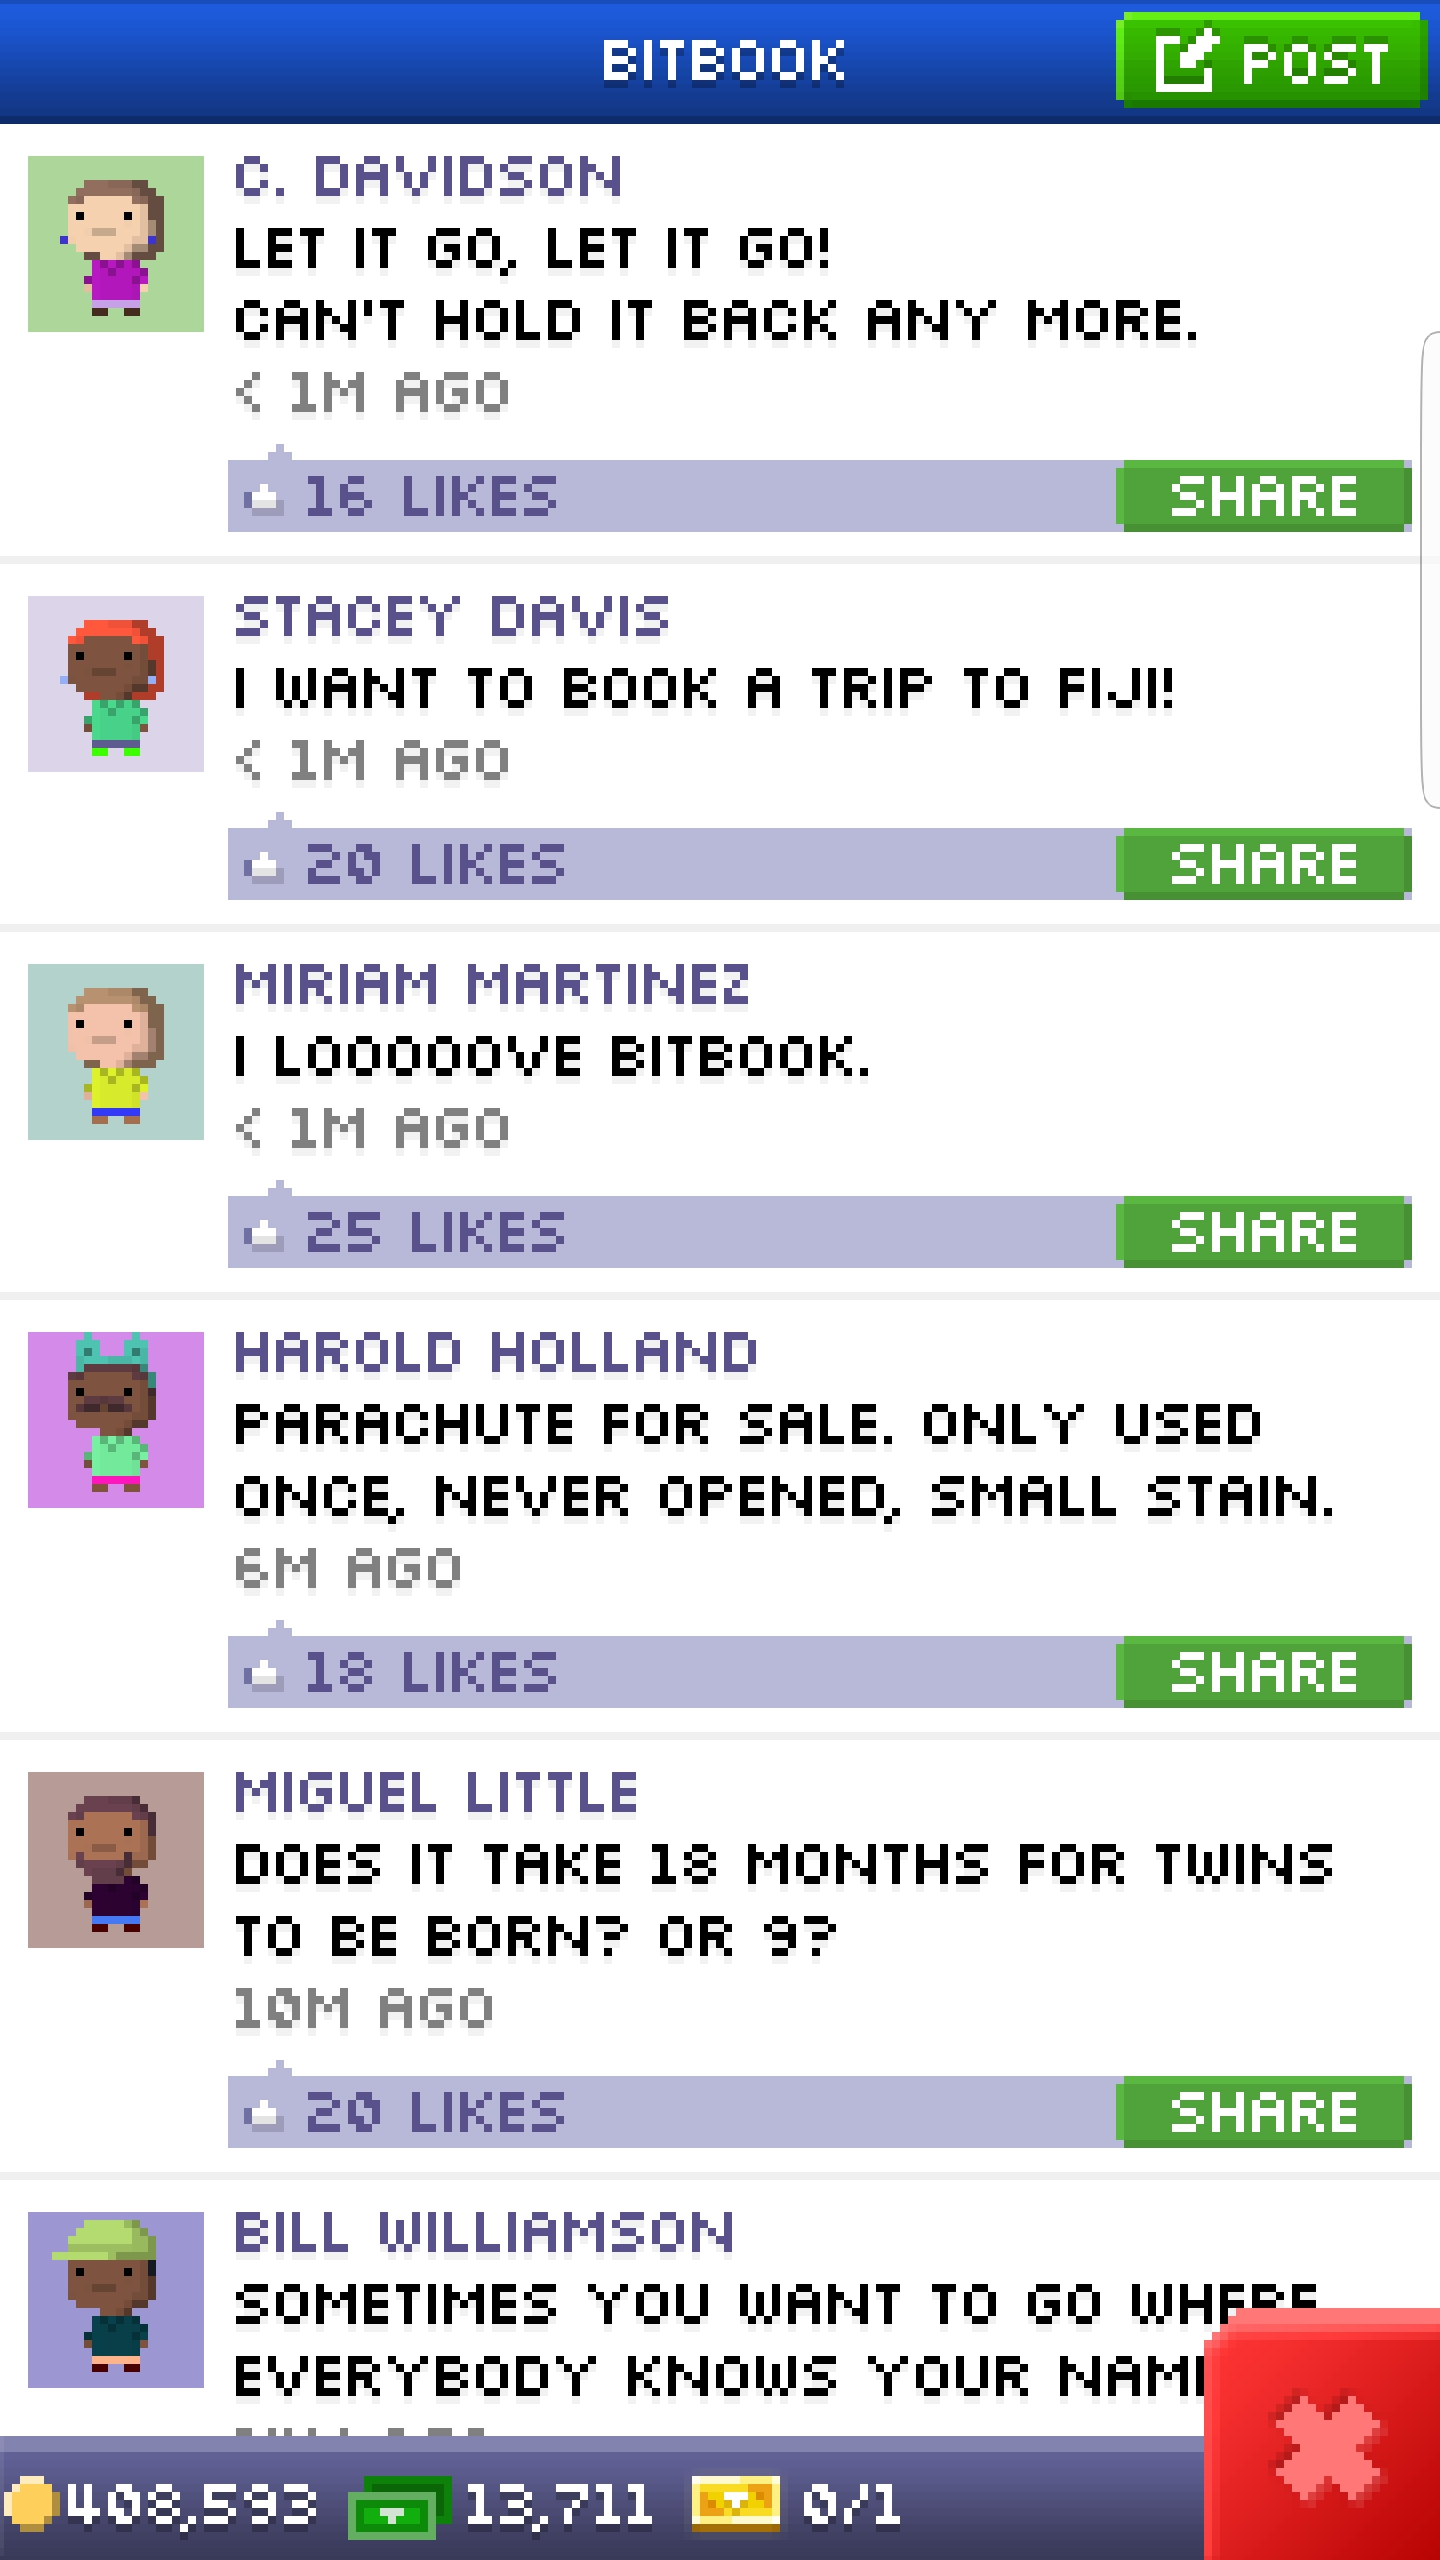 BITBOOK
POST
C. DAVIDSON
LET IT GO, LET IT GO!
CAN'T HOLD IT BACK ANY MORE.
< 1M AGO
16 LIKES
SHARE
STACEY DAVIS
I WANT TO BOOK A TRIP TO FIJI!
< 1M AGO
20 LIKES
SHARE
MIRIAM MARTINEZ
I LOOOOOVE BITBOOK.
< 1M AGO
25 LIKES
SHARE
HAROLD HOLLAND
PARACHUTE FOR SALE. ONLY USED
ONCE, NEVER OPENED, SMALL STAIN.
6M AGO
18 LIKES
SHARE
MIGUEL LITTLE
DOES IT TAKE 18 MONTHS FOR TWINS
TO BE BORN? OR 9?
10M AGO
20 LIKES
SHARE
BILL WILLIAMSON
SOMETIMES YOU WANT TO GO WHERE
EVERYBODY KNOWS YOUR
408,593
13,711
0/1